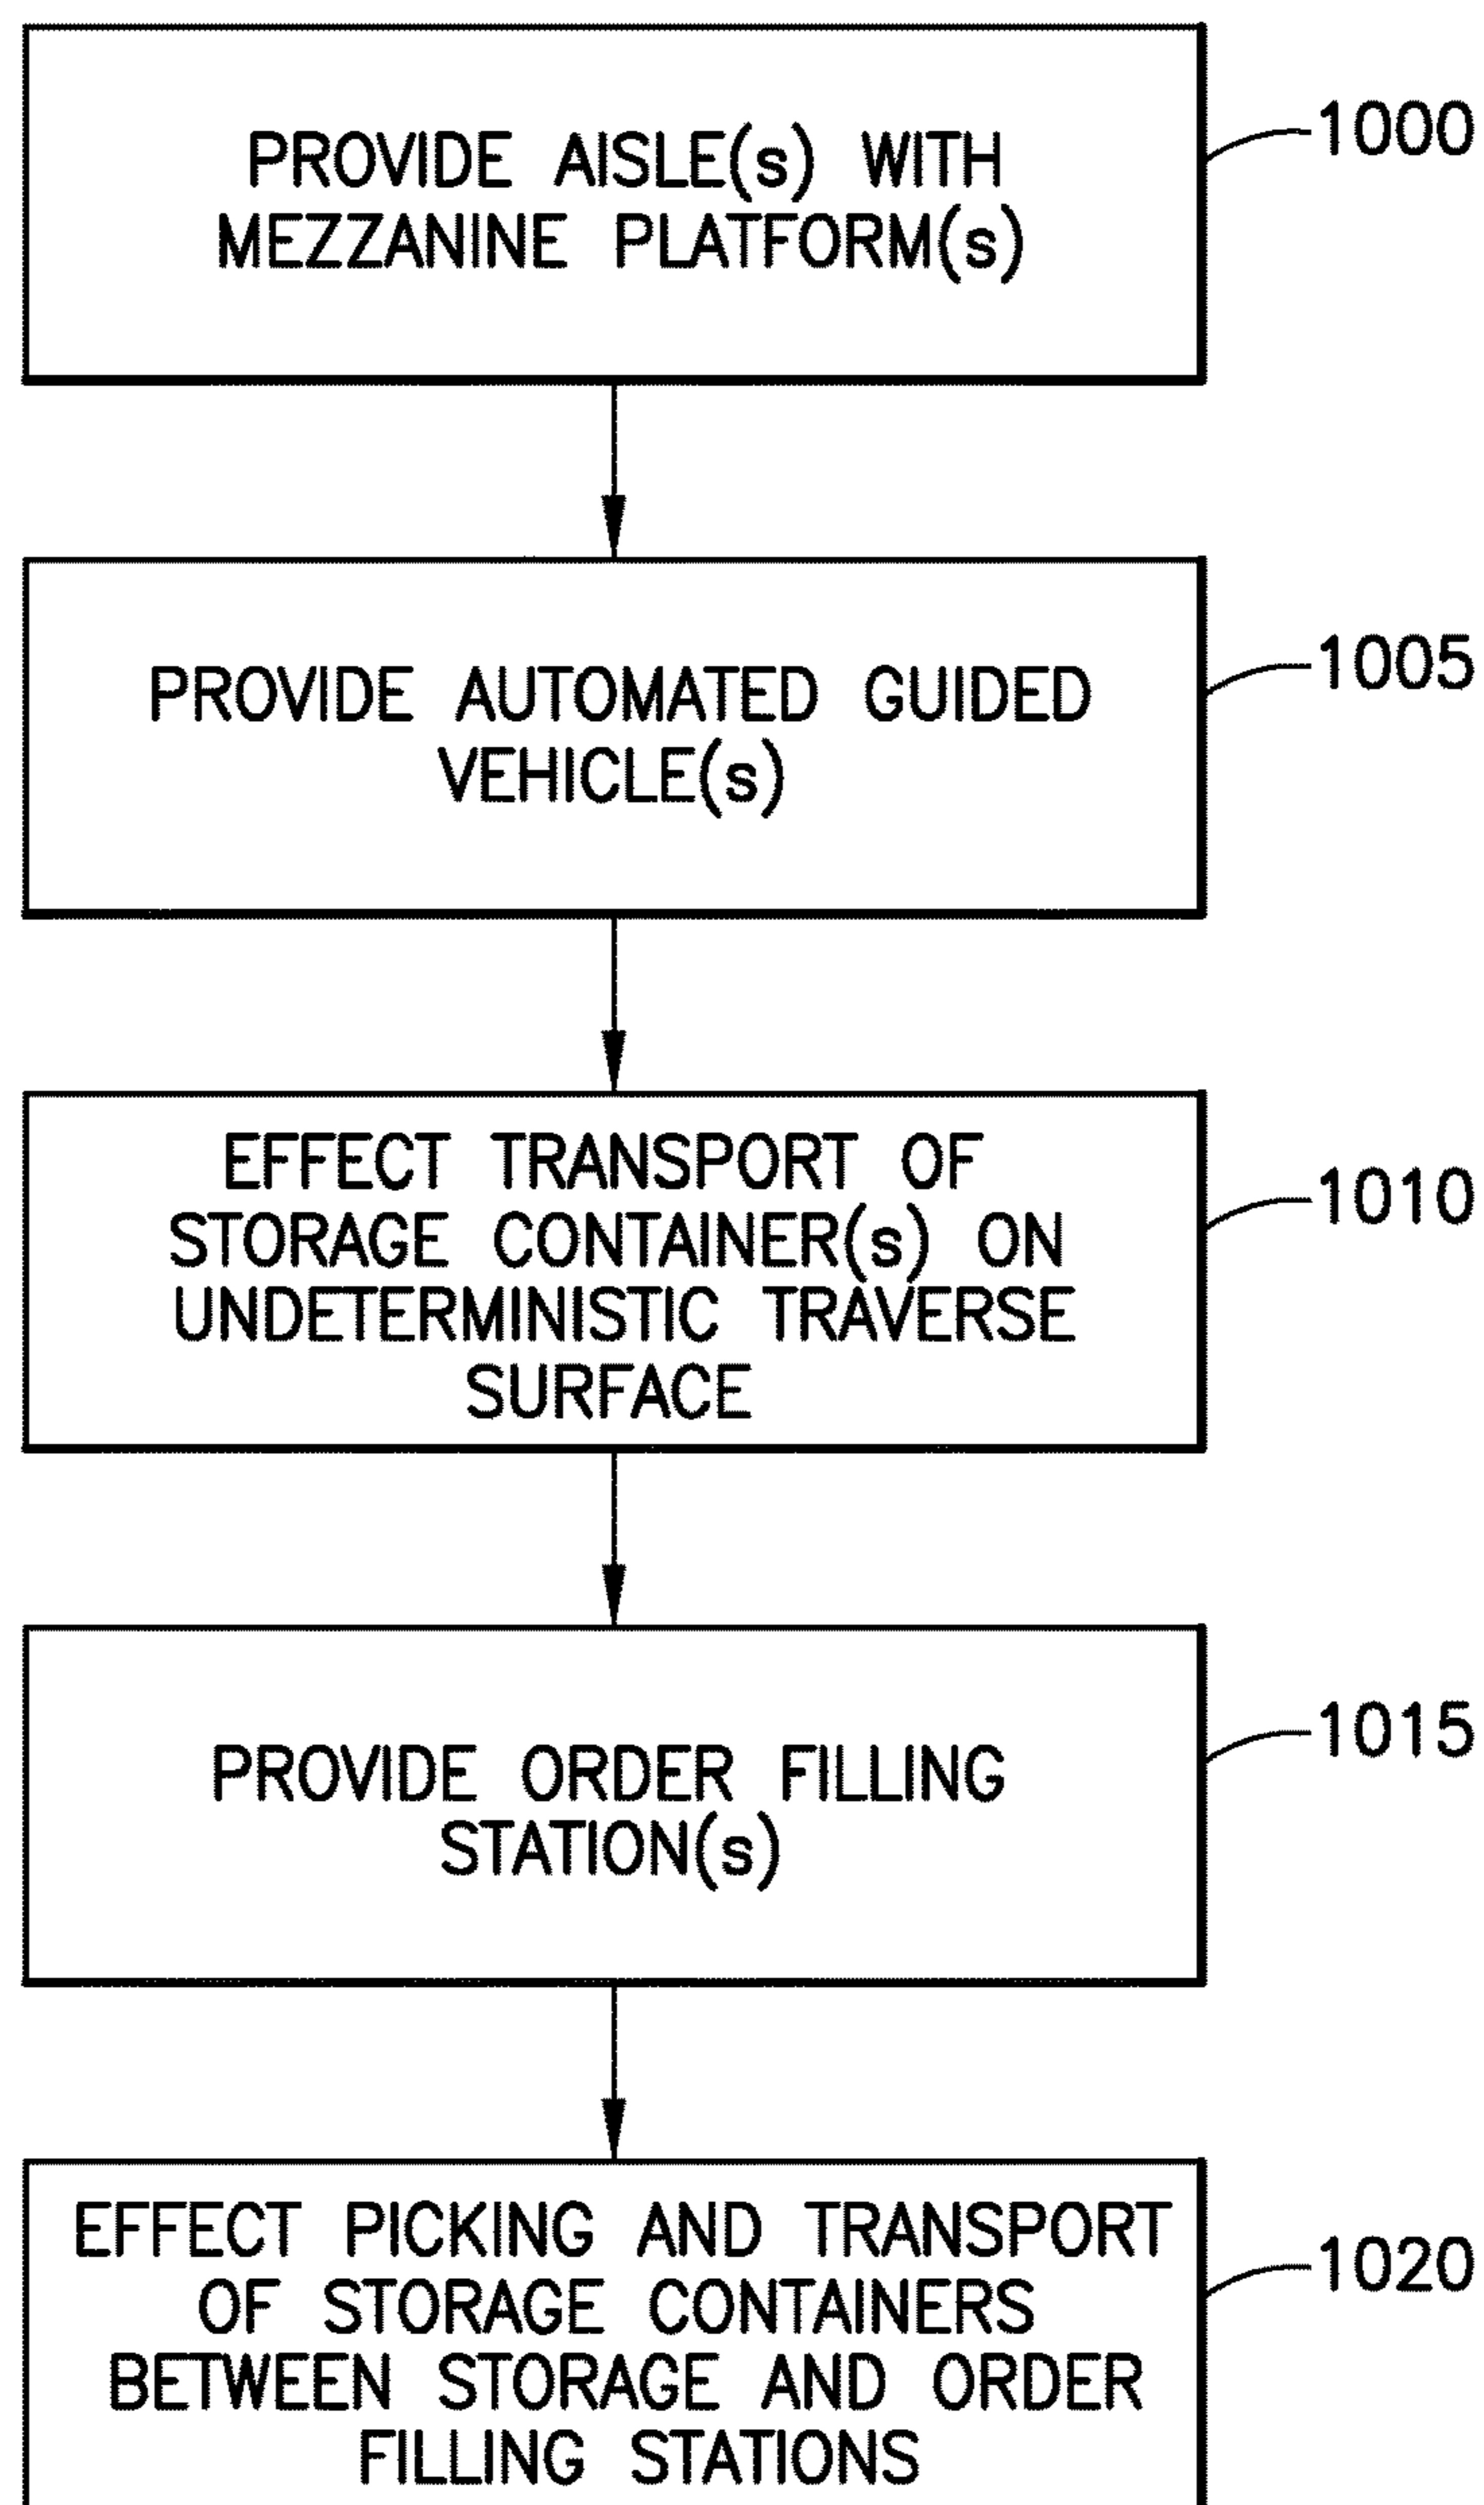 PROVIDE AISLE(s) WITH
MEZZANINE PLATFORM(s)
1000
PROVIDE AUTOMATED GUIDED
VEHICLE(s)
1005
EFFECT TRANSPORT OF
STORAGE CONTAINER(s) ON
UNDETERMINISTIC TRAVERSE
SURFACE
1010
PROVIDE ORDER FILLING
STATION(s)
1015
EFFECT PICKING AND TRANSPORT
OF STORAGE CONTAINERS
BETWEEN STORAGE AND ORDER
FILLING STATIONS
1020